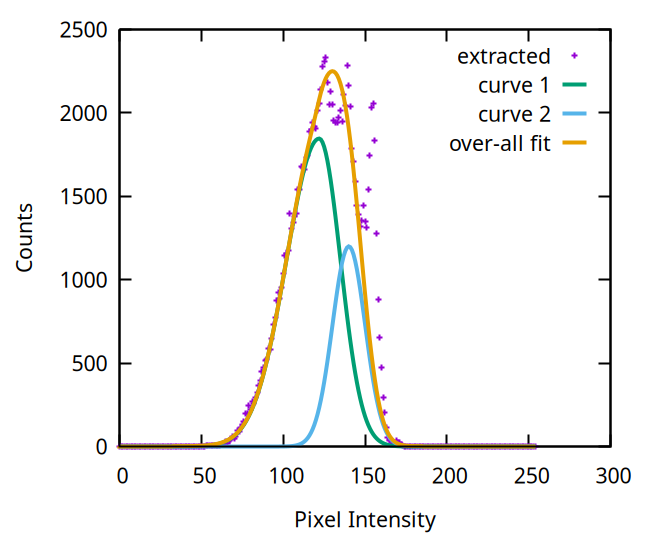 2500
2000
1500
1000
500
0
Counts
extracted
curve 1
curve 2
over-all fit
0 50 100 150 200 250 300
Pixel Intensity